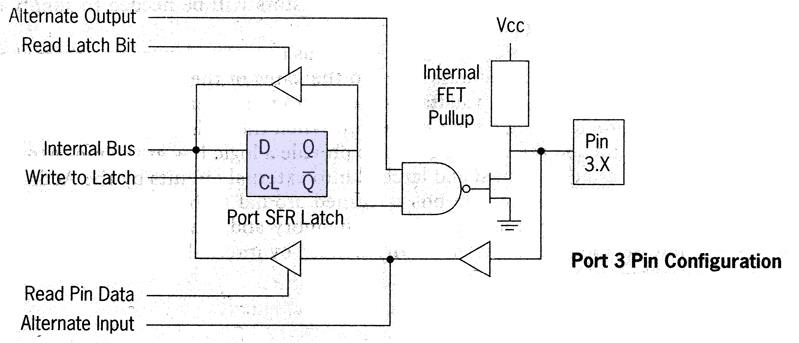 Alternate Output
Read Latch Bit
Vcc
Internal
FET
Pullup
Internal Bus
Write to Latch
D Q
CL Q̅
Port SFR Latch
Pin
3.X
Port 3 Pin Configuration
Read Pin Data
Alternate Input